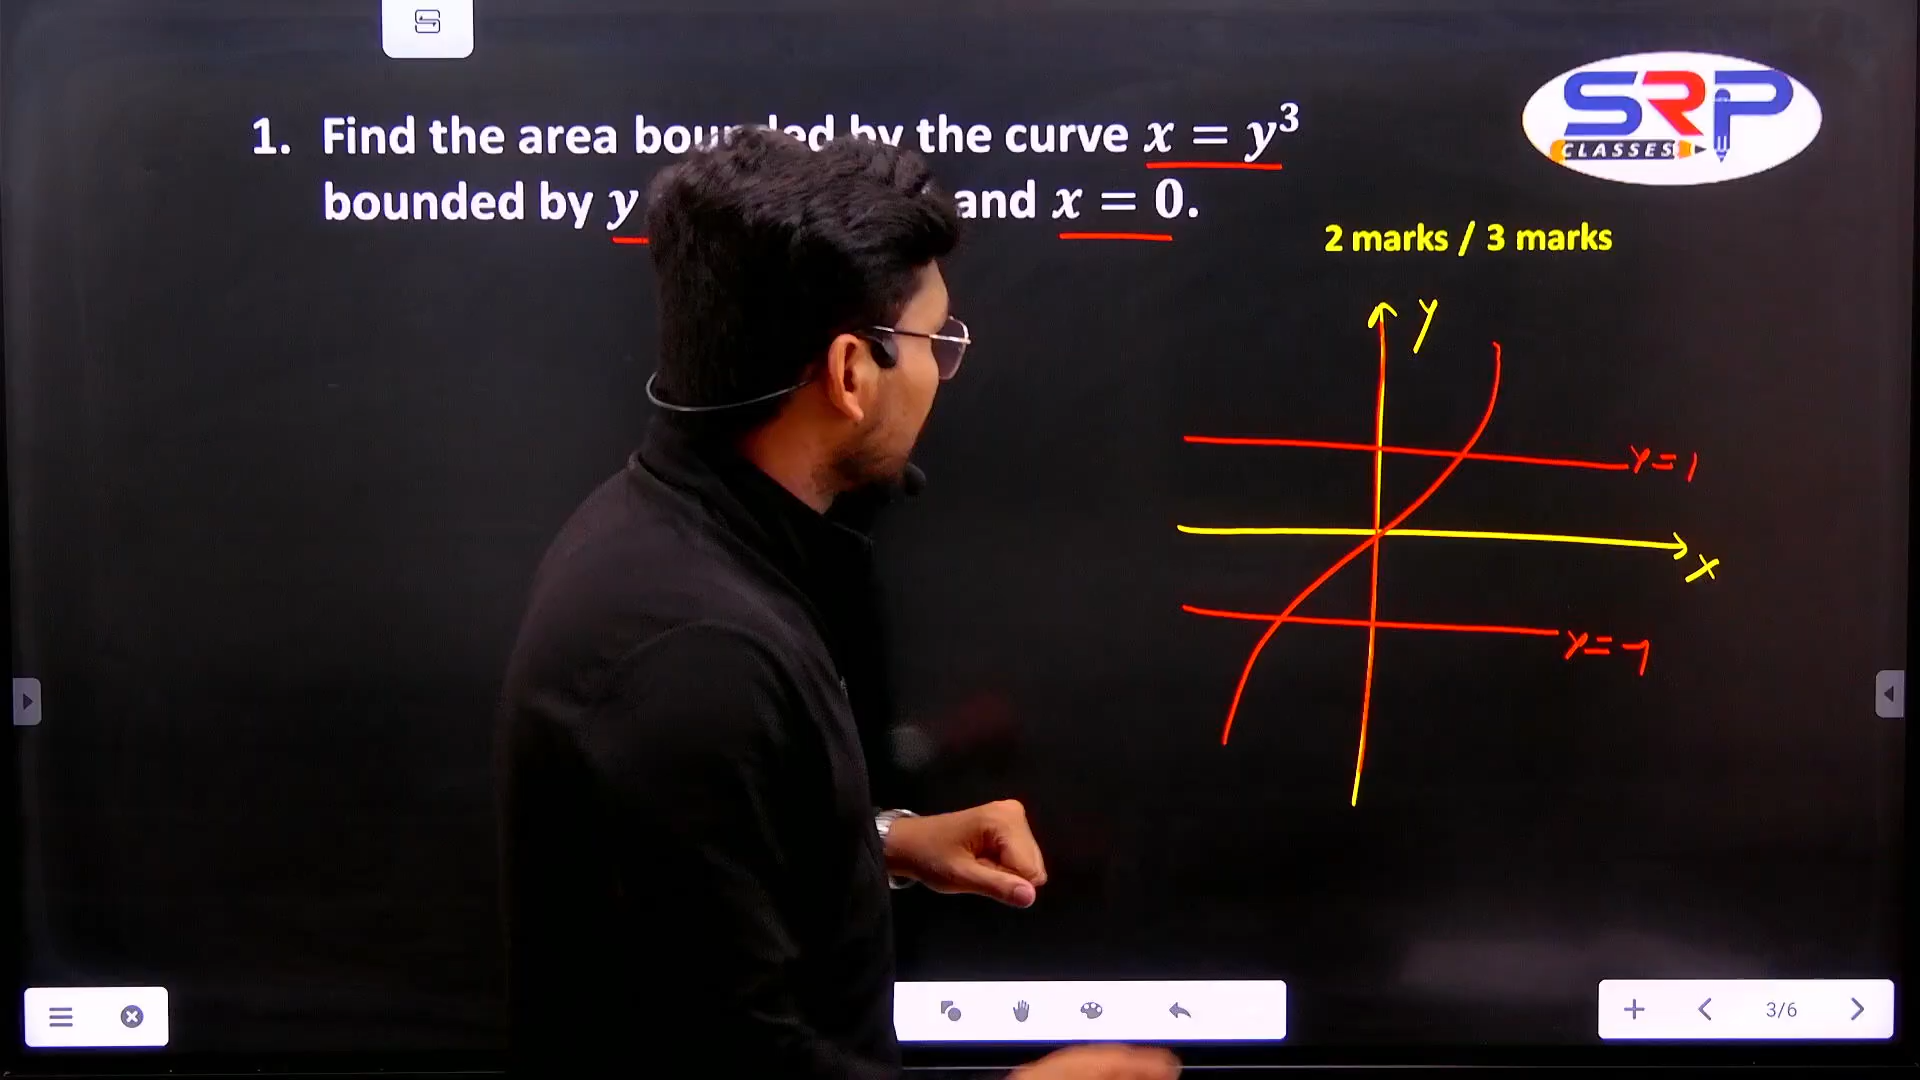 1. Find the area by the curve x = y³
SRP
CLASSES
bounded by y and x = 0.
2 marks / 3 marks
y
y=1
x
y=-1
3/6